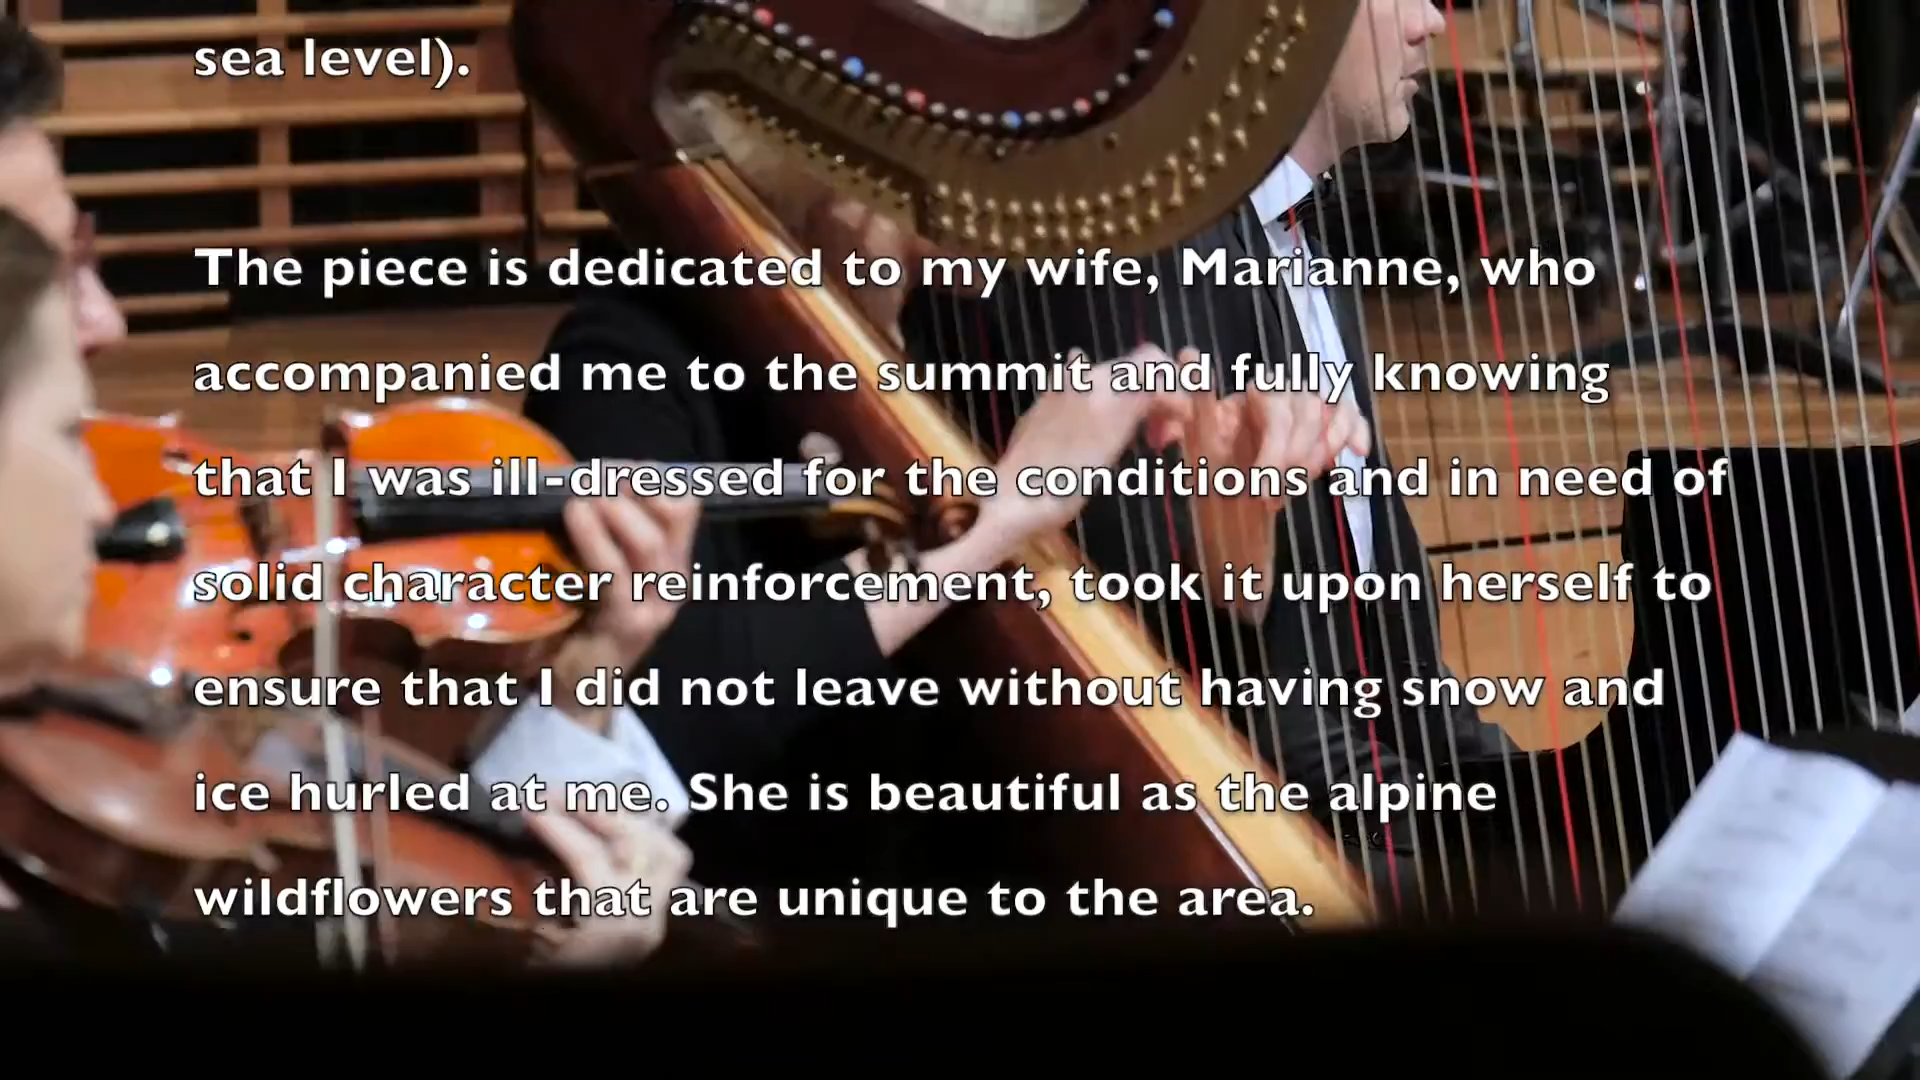 sea level).
The piece is dedicated to my wife, Marianne, who
accompanied me to the summit and fully knowing
that I was ill-dressed for the conditions and in need of
solid character reinforcement, took it upon herself to
ensure that I did not leave without having snow and
ice hurled at me. She is beautiful as the alpine
wildflowers that are unique to the area.